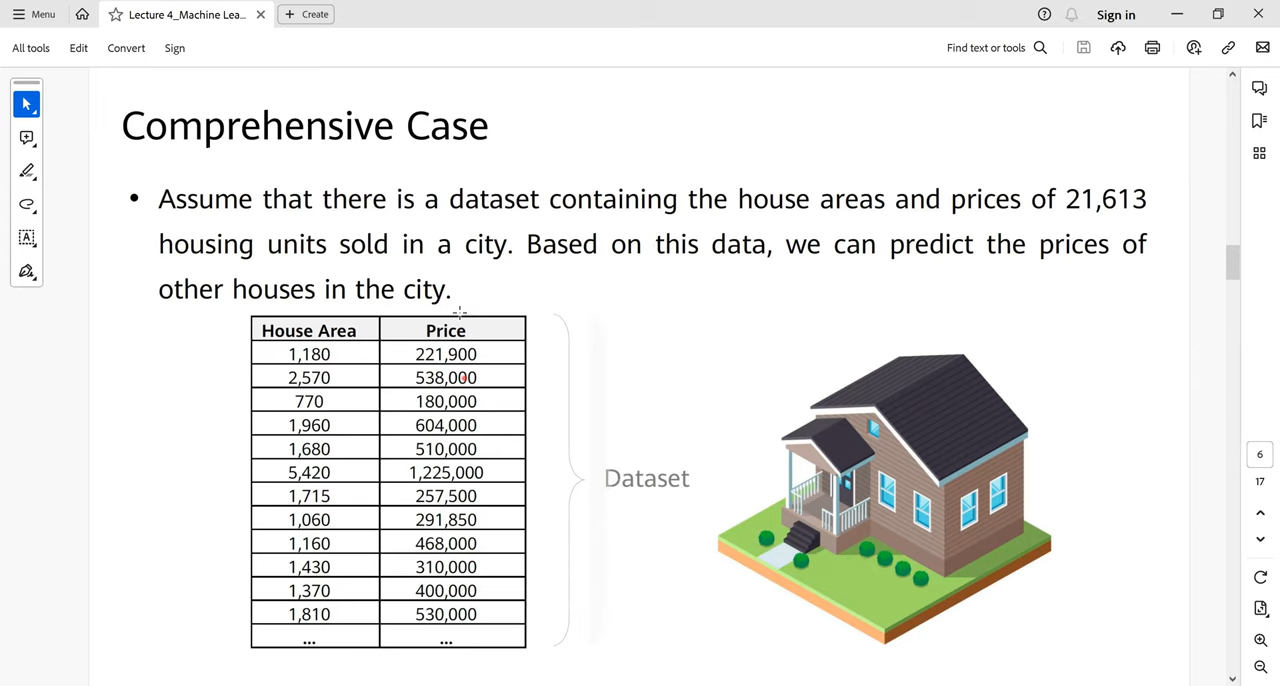 Menu
Lecture 4_Machine Lea...
Create
Sign in
All tools
Edit
Convert
Sign
Find text or tools
Comprehensive Case
• Assume that there is a dataset containing the house areas and prices of 21,613
housing units sold in a city. Based on this data, we can predict the prices of
other houses in the city.
House Area Price
1,180 221,900
2,570 538,000
770 180,000
1,960 604,000
1,680 510,000
5,420 1,225,000
1,715 257,500
1,060 291,850
1,160 468,000
1,430 310,000
1,370 400,000
1,810 530,000
... ...
Dataset
6
17